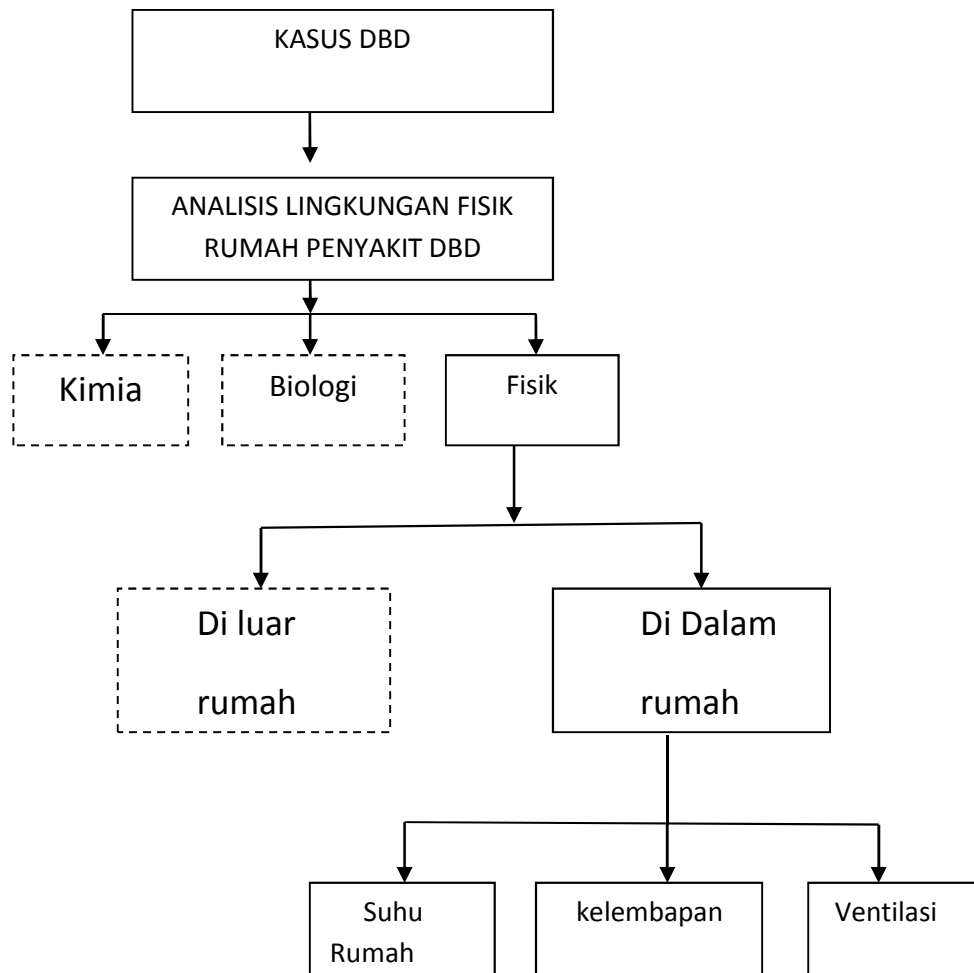 KASUS DBD
ANALISIS LINGKUNGAN FISIK
RUMAH PENYAKIT DBD
Kimia
Biologi
Fisik
Di luar
rumah
Di Dalam
rumah
Suhu
Rumah
kelembapan
Ventilasi